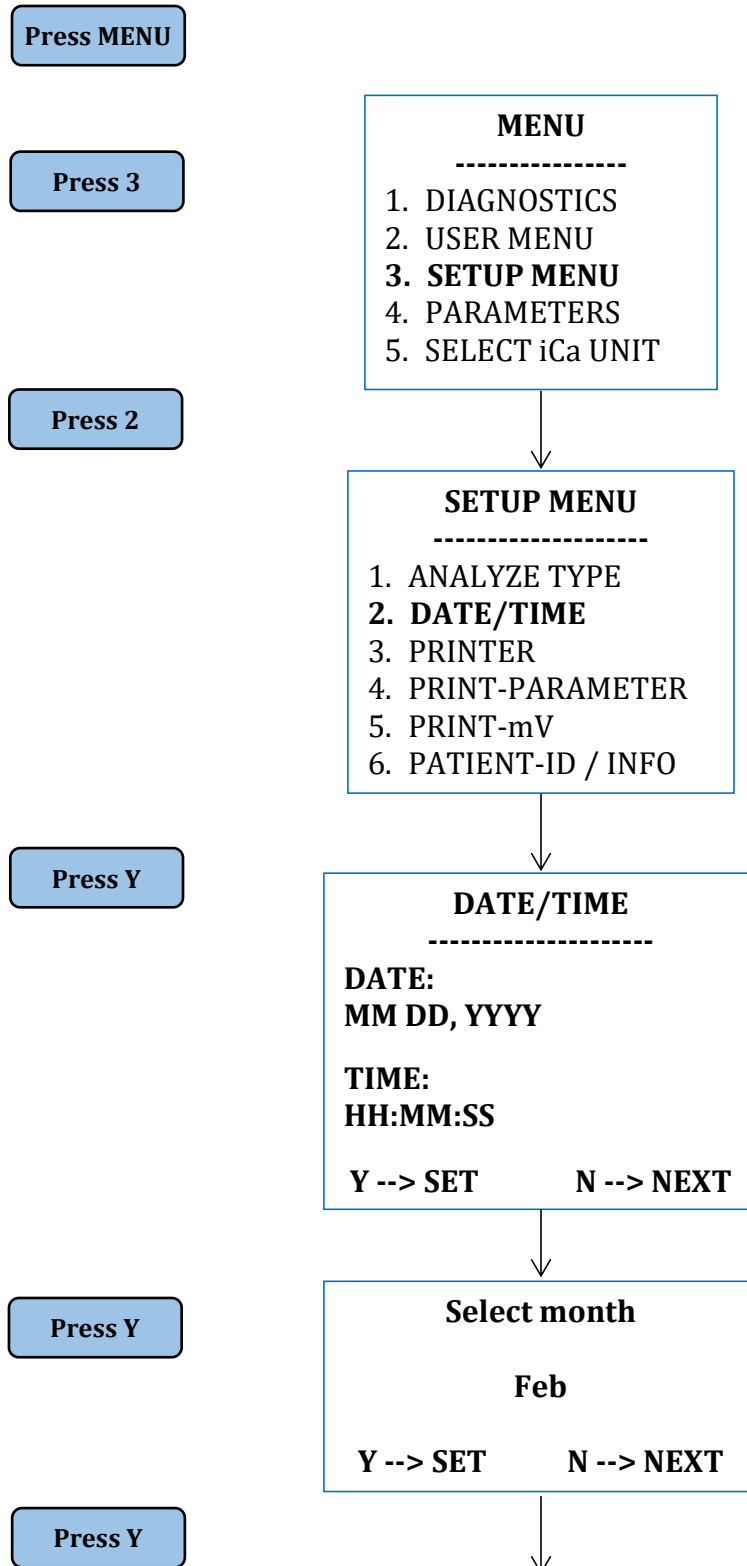 Press MENU
MENU
----------------
Press 3
1. DIAGNOSTICS
2. USER MENU
3. SETUP MENU
4. PARAMETERS
5. SELECT iCa UNIT
Press 2
SETUP MENU
--------------------
1. ANALYZE TYPE
2. DATE/TIME
3. PRINTER
4. PRINT-PARAMETER
5. PRINT-mV
6. PATIENT-ID / INFO
Press Y
DATE/TIME
---------------------
DATE:
MM DD, YYYY
TIME:
HH:MM:SS
Y --> SET N --> NEXT
Press Y
Select month
Feb
Y --> SET N --> NEXT
Press Y